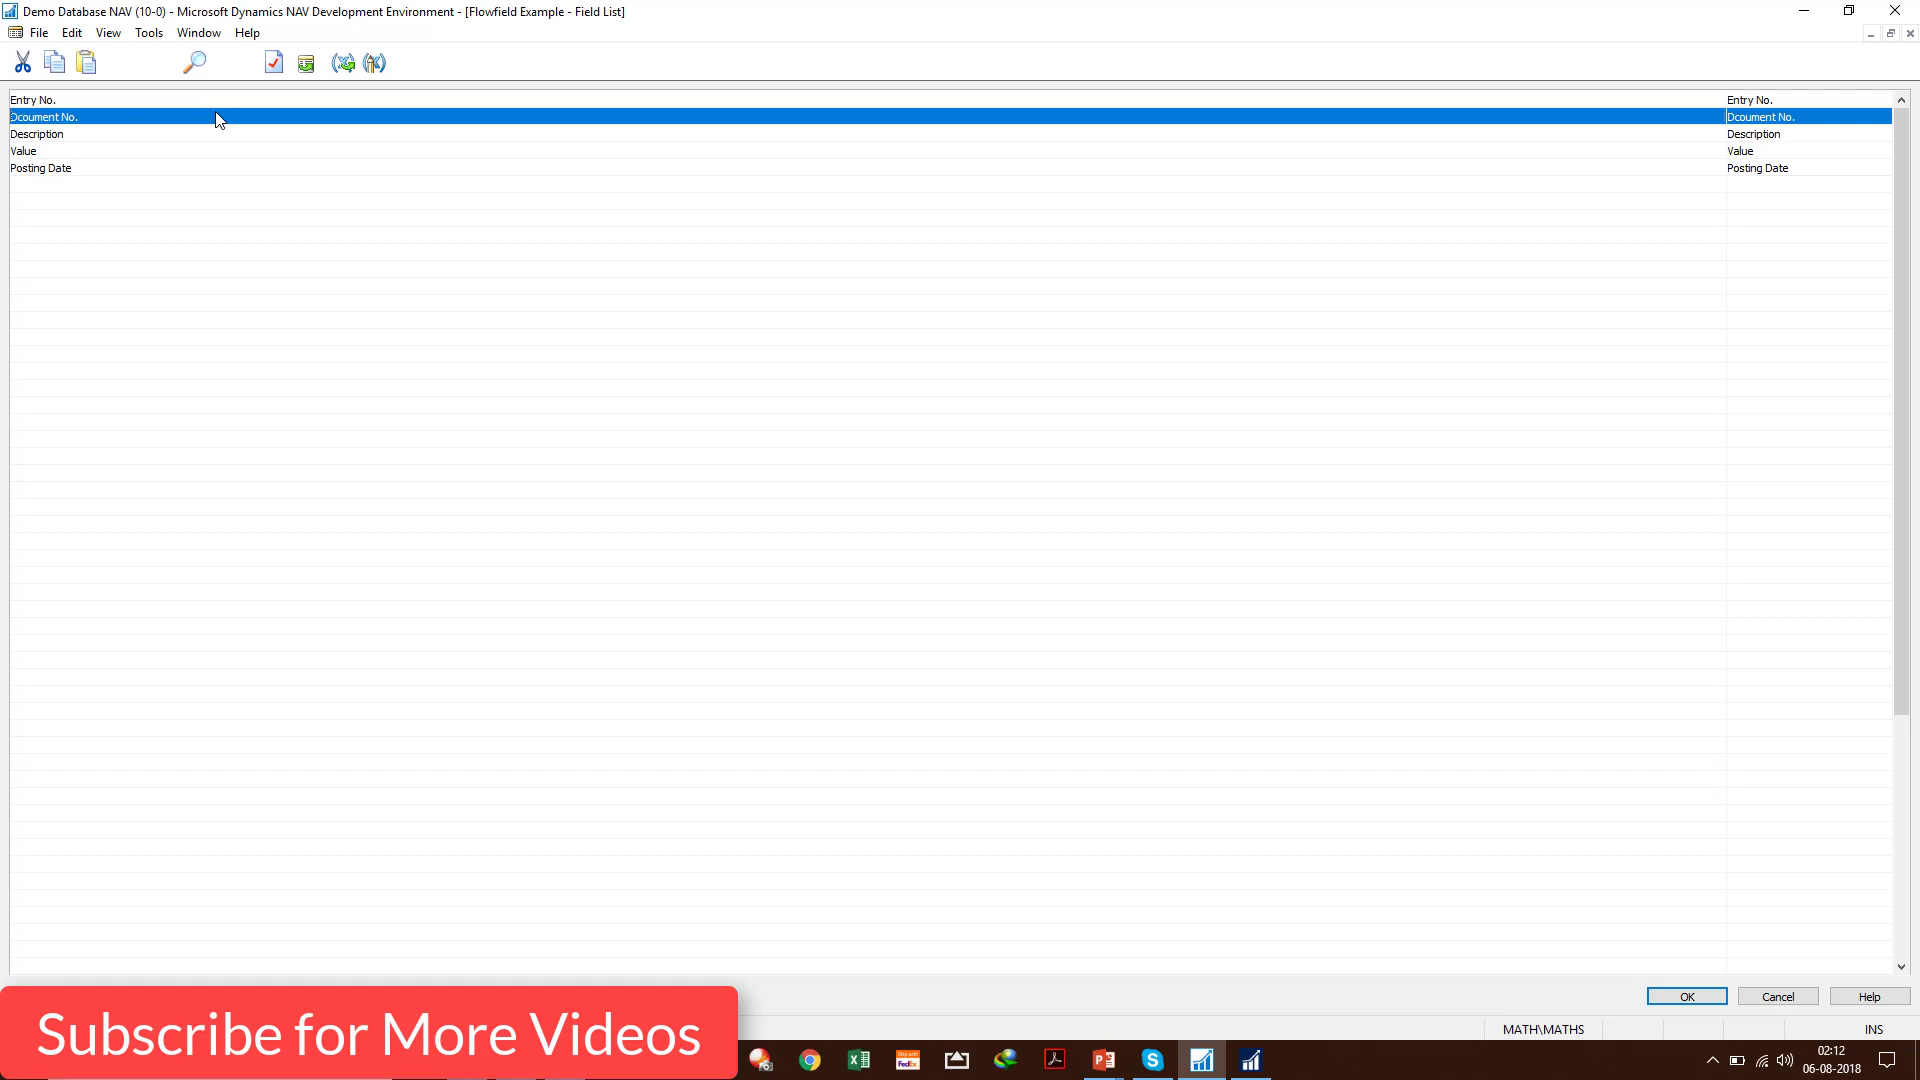 Demo Database NAV (10-0) - Microsoft Dynamics NAV Development Environment - [Flowfield Example - Field List]
File Edit View Tools Window Help
Entry No. Entry No.
Dcoument No. Dcoument No.
Description Description
Value Value
Posting Date Posting Date
OK Cancel Help
MATH\MATHS INS
Subscribe for More Videos
FedEx
02:12
06-08-2018